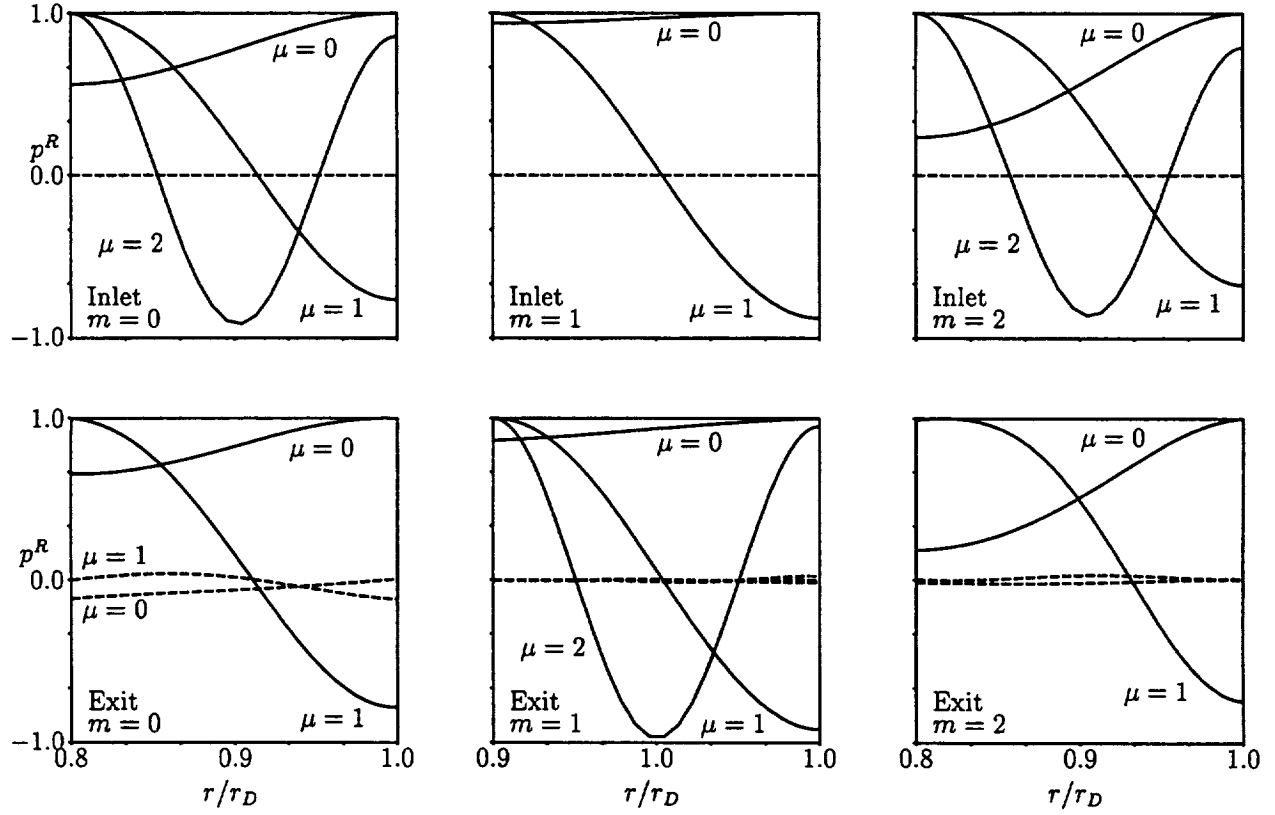 1.0
μ = 0
p^R
0.0
μ = 2
Inlet
m = 0
μ = 1
−1.0
μ = 0
Inlet
m = 1
μ = 1
μ = 0
μ = 2
Inlet
m = 2
μ = 1
1.0
μ = 0
p^R
μ = 1
0.0
μ = 0
Exit
m = 0
μ = 1
−1.0
0.8
0.9
1.0
r/r_D
μ = 0
μ = 2
Exit
m = 1
μ = 1
0.9
1.0
1.0
r/r_D
μ = 0
Exit
m = 2
μ = 1
0.8
0.9
1.0
r/r_D